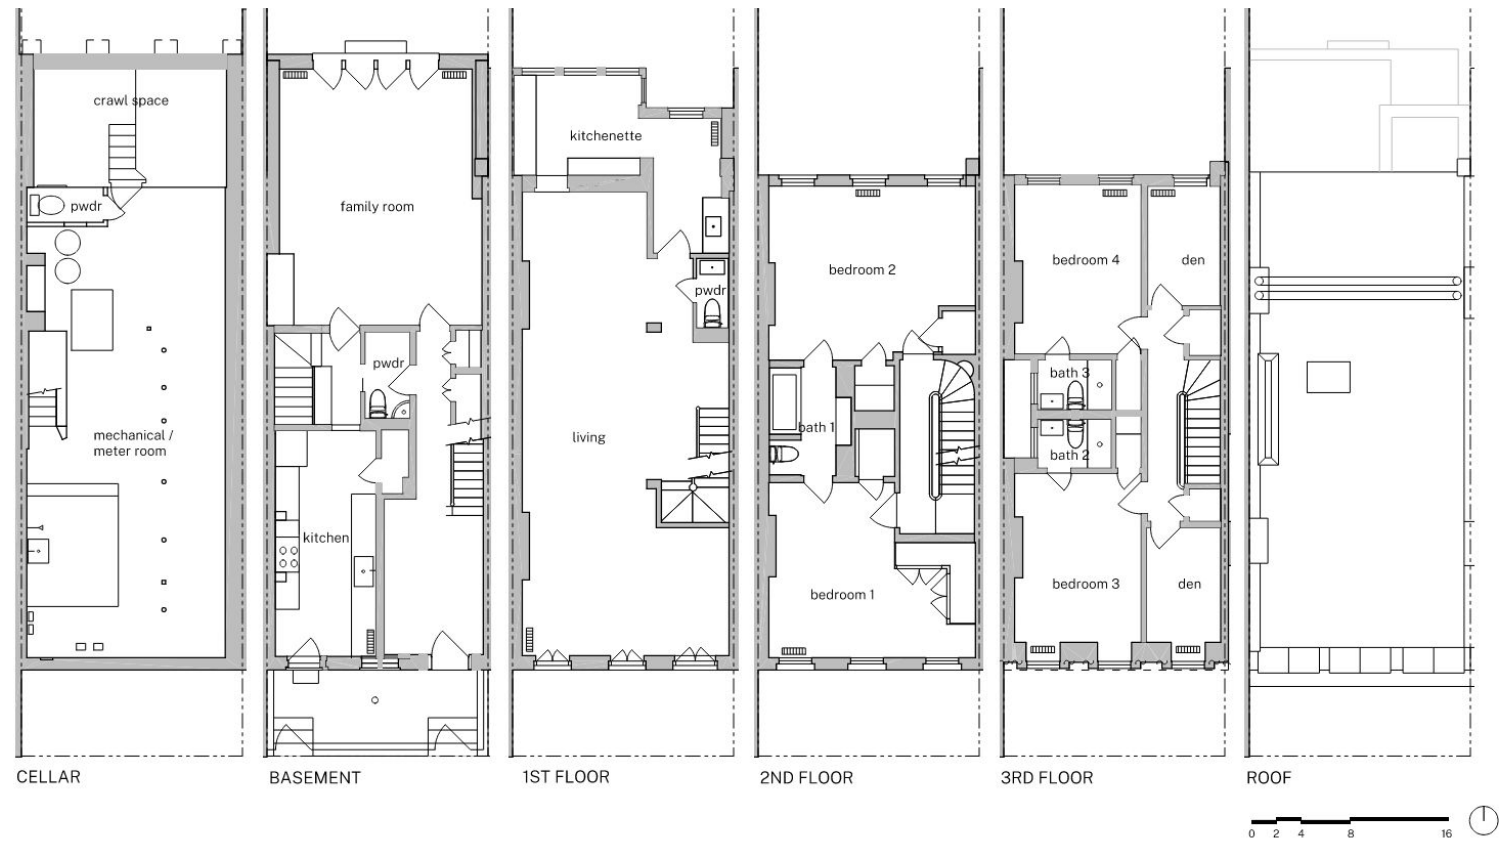 crawl space
pwdr
mechanical /
meter room
CELLAR
family room
pwdr
kitchen
BASEMENT
kitchenette
pwdr
living
1ST FLOOR
bedroom 2
bath 1
bedroom 1
2ND FLOOR
bedroom 4
den
bath 3
bath 2
bedroom 3
den
3RD FLOOR
ROOF
0 2 4 8 16